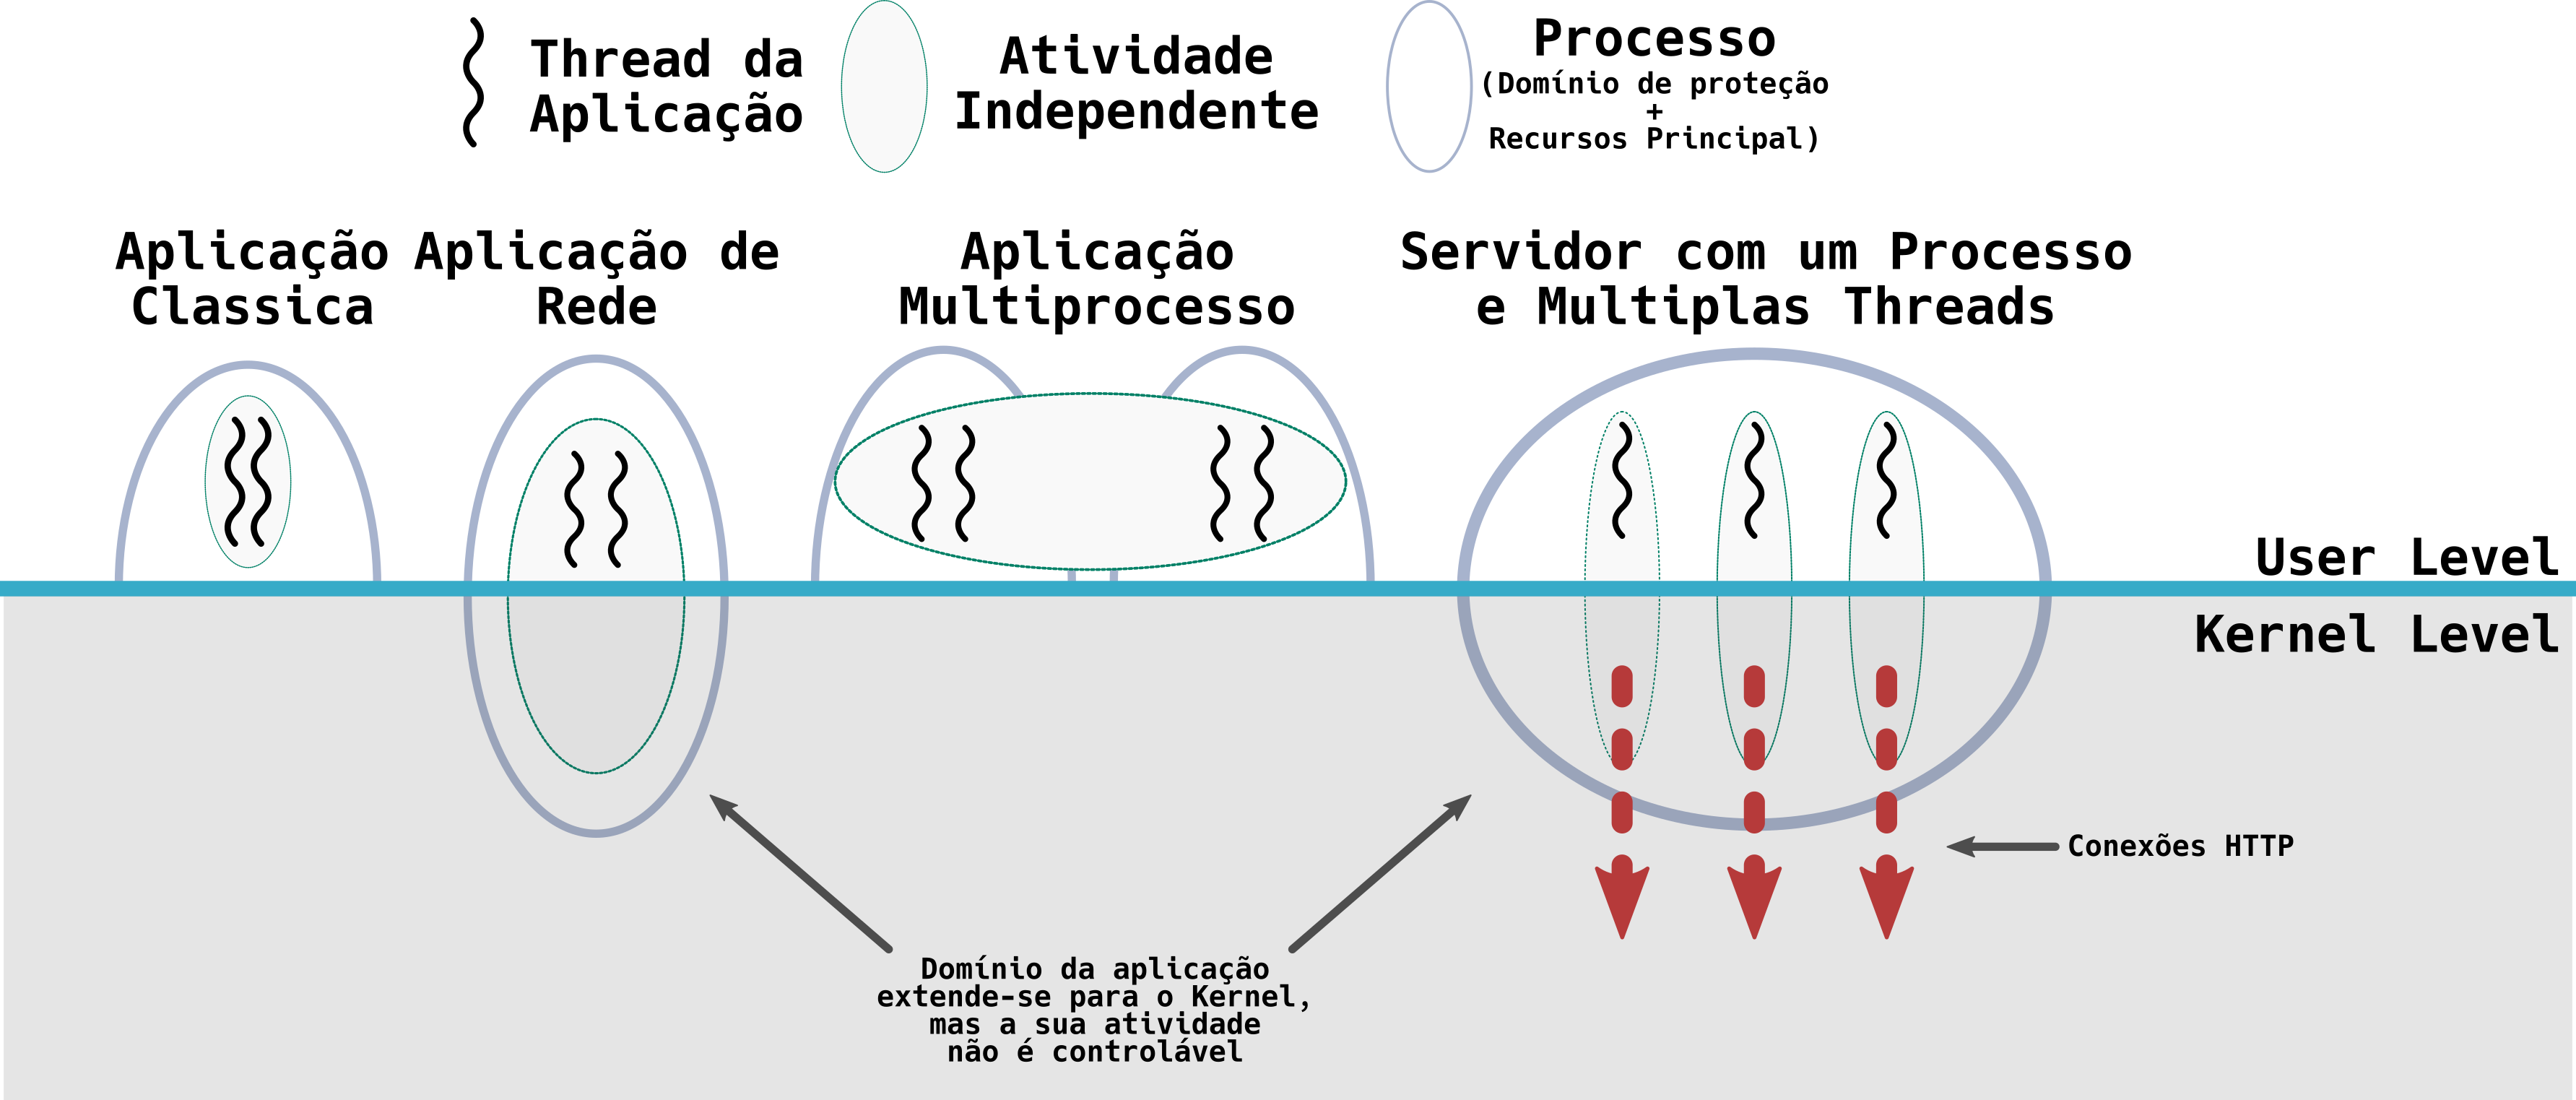 Thread da
Aplicação
Atividade
Independente
Processo
(Domínio de proteção
+
Recursos Principal)
Aplicação
Classica
Aplicação de
Rede
Aplicação
Multiprocesso
Servidor com um Processo
e Multiplas Threads
User Level
Kernel Level
Conexões HTTP
Domínio da aplicação
extende-se para o Kernel,
mas a sua atividade
não é controlável